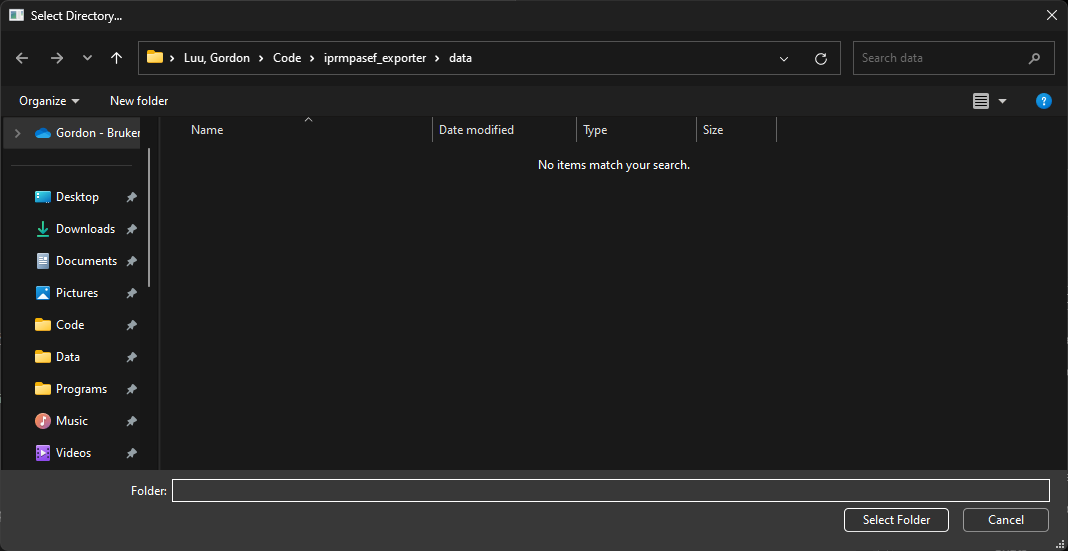 Select Directory...
Luu, Gordon > Code > iprmpasef_exporter > data
Search data
Organize
New folder
?
Gordon - Bruker
Name
Date modified
Type
Size
No items match your search.
Desktop
Downloads
Documents
Pictures
Code
Data
Programs
Music
Videos
Folder:
Select Folder
Cancel